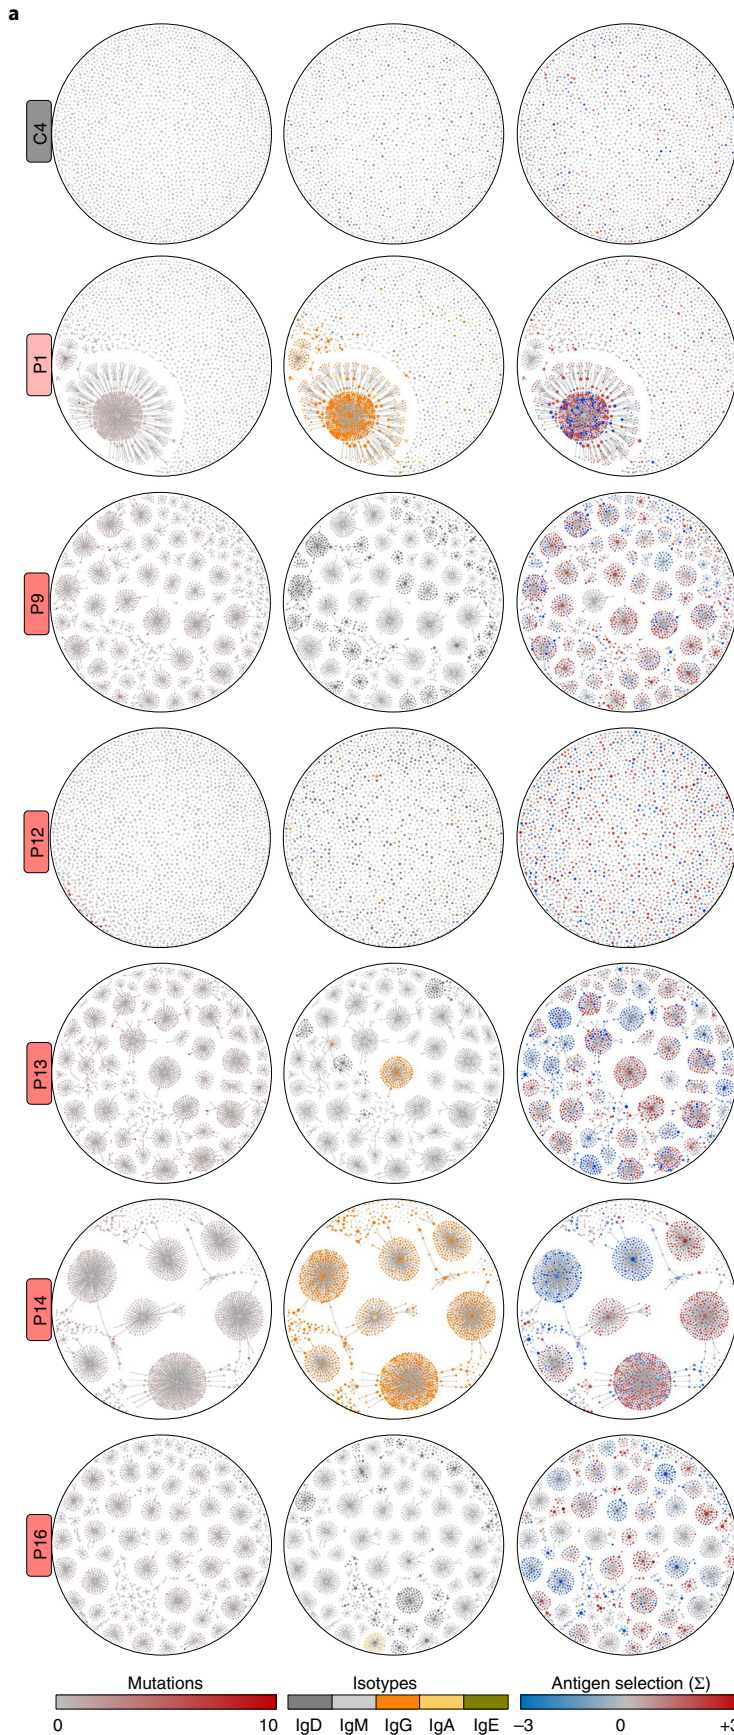 a
C4
P1
P9
P12
P13
P14
P16
Mutations
0 10
Isotypes
IgD IgM IgG IgA IgE
Antigen selection (Σ)
−3 0 +3